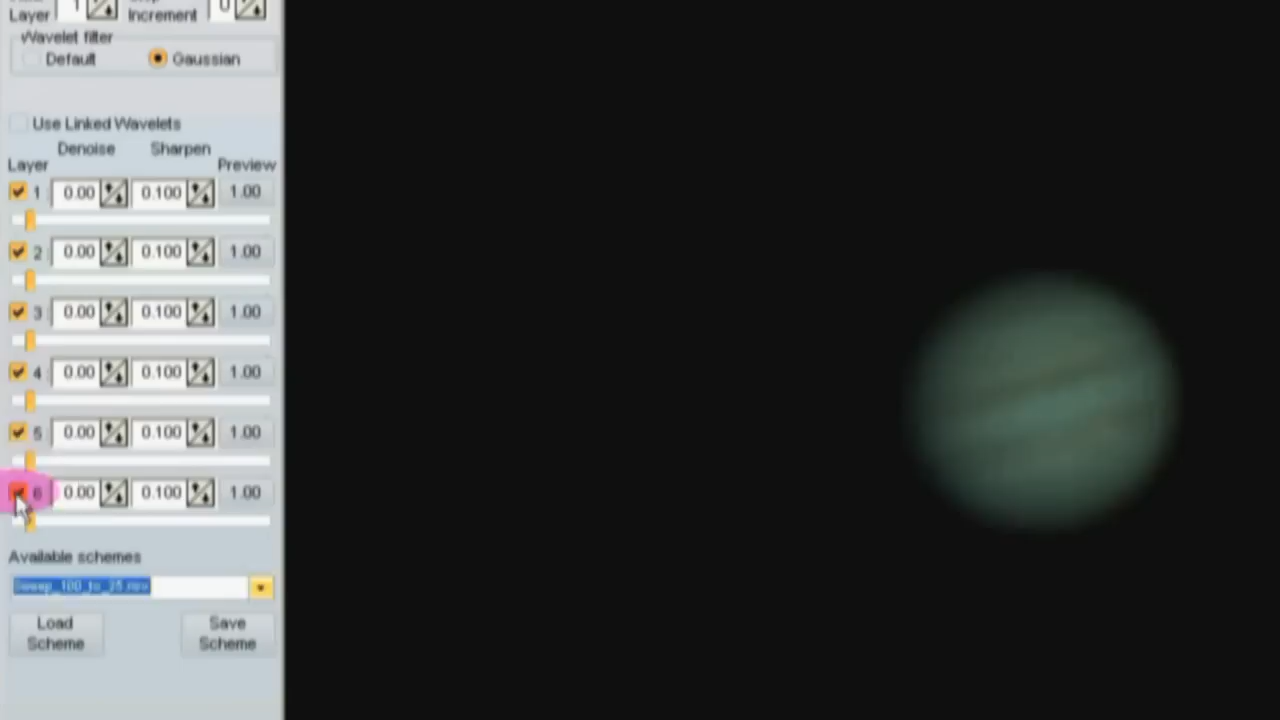 Layer 1 Increment 0
Wavelet filter
Default Gaussian
Use Linked Wavelets
Denoise Sharpen
Layer Preview
1 0.00 0.100 1.00
2 0.00 0.100 1.00
3 0.00 0.100 1.00
4 0.00 0.100 1.00
5 0.00 0.100 1.00
6 0.00 0.100 1.00
Available schemes
Load Save
Scheme Scheme